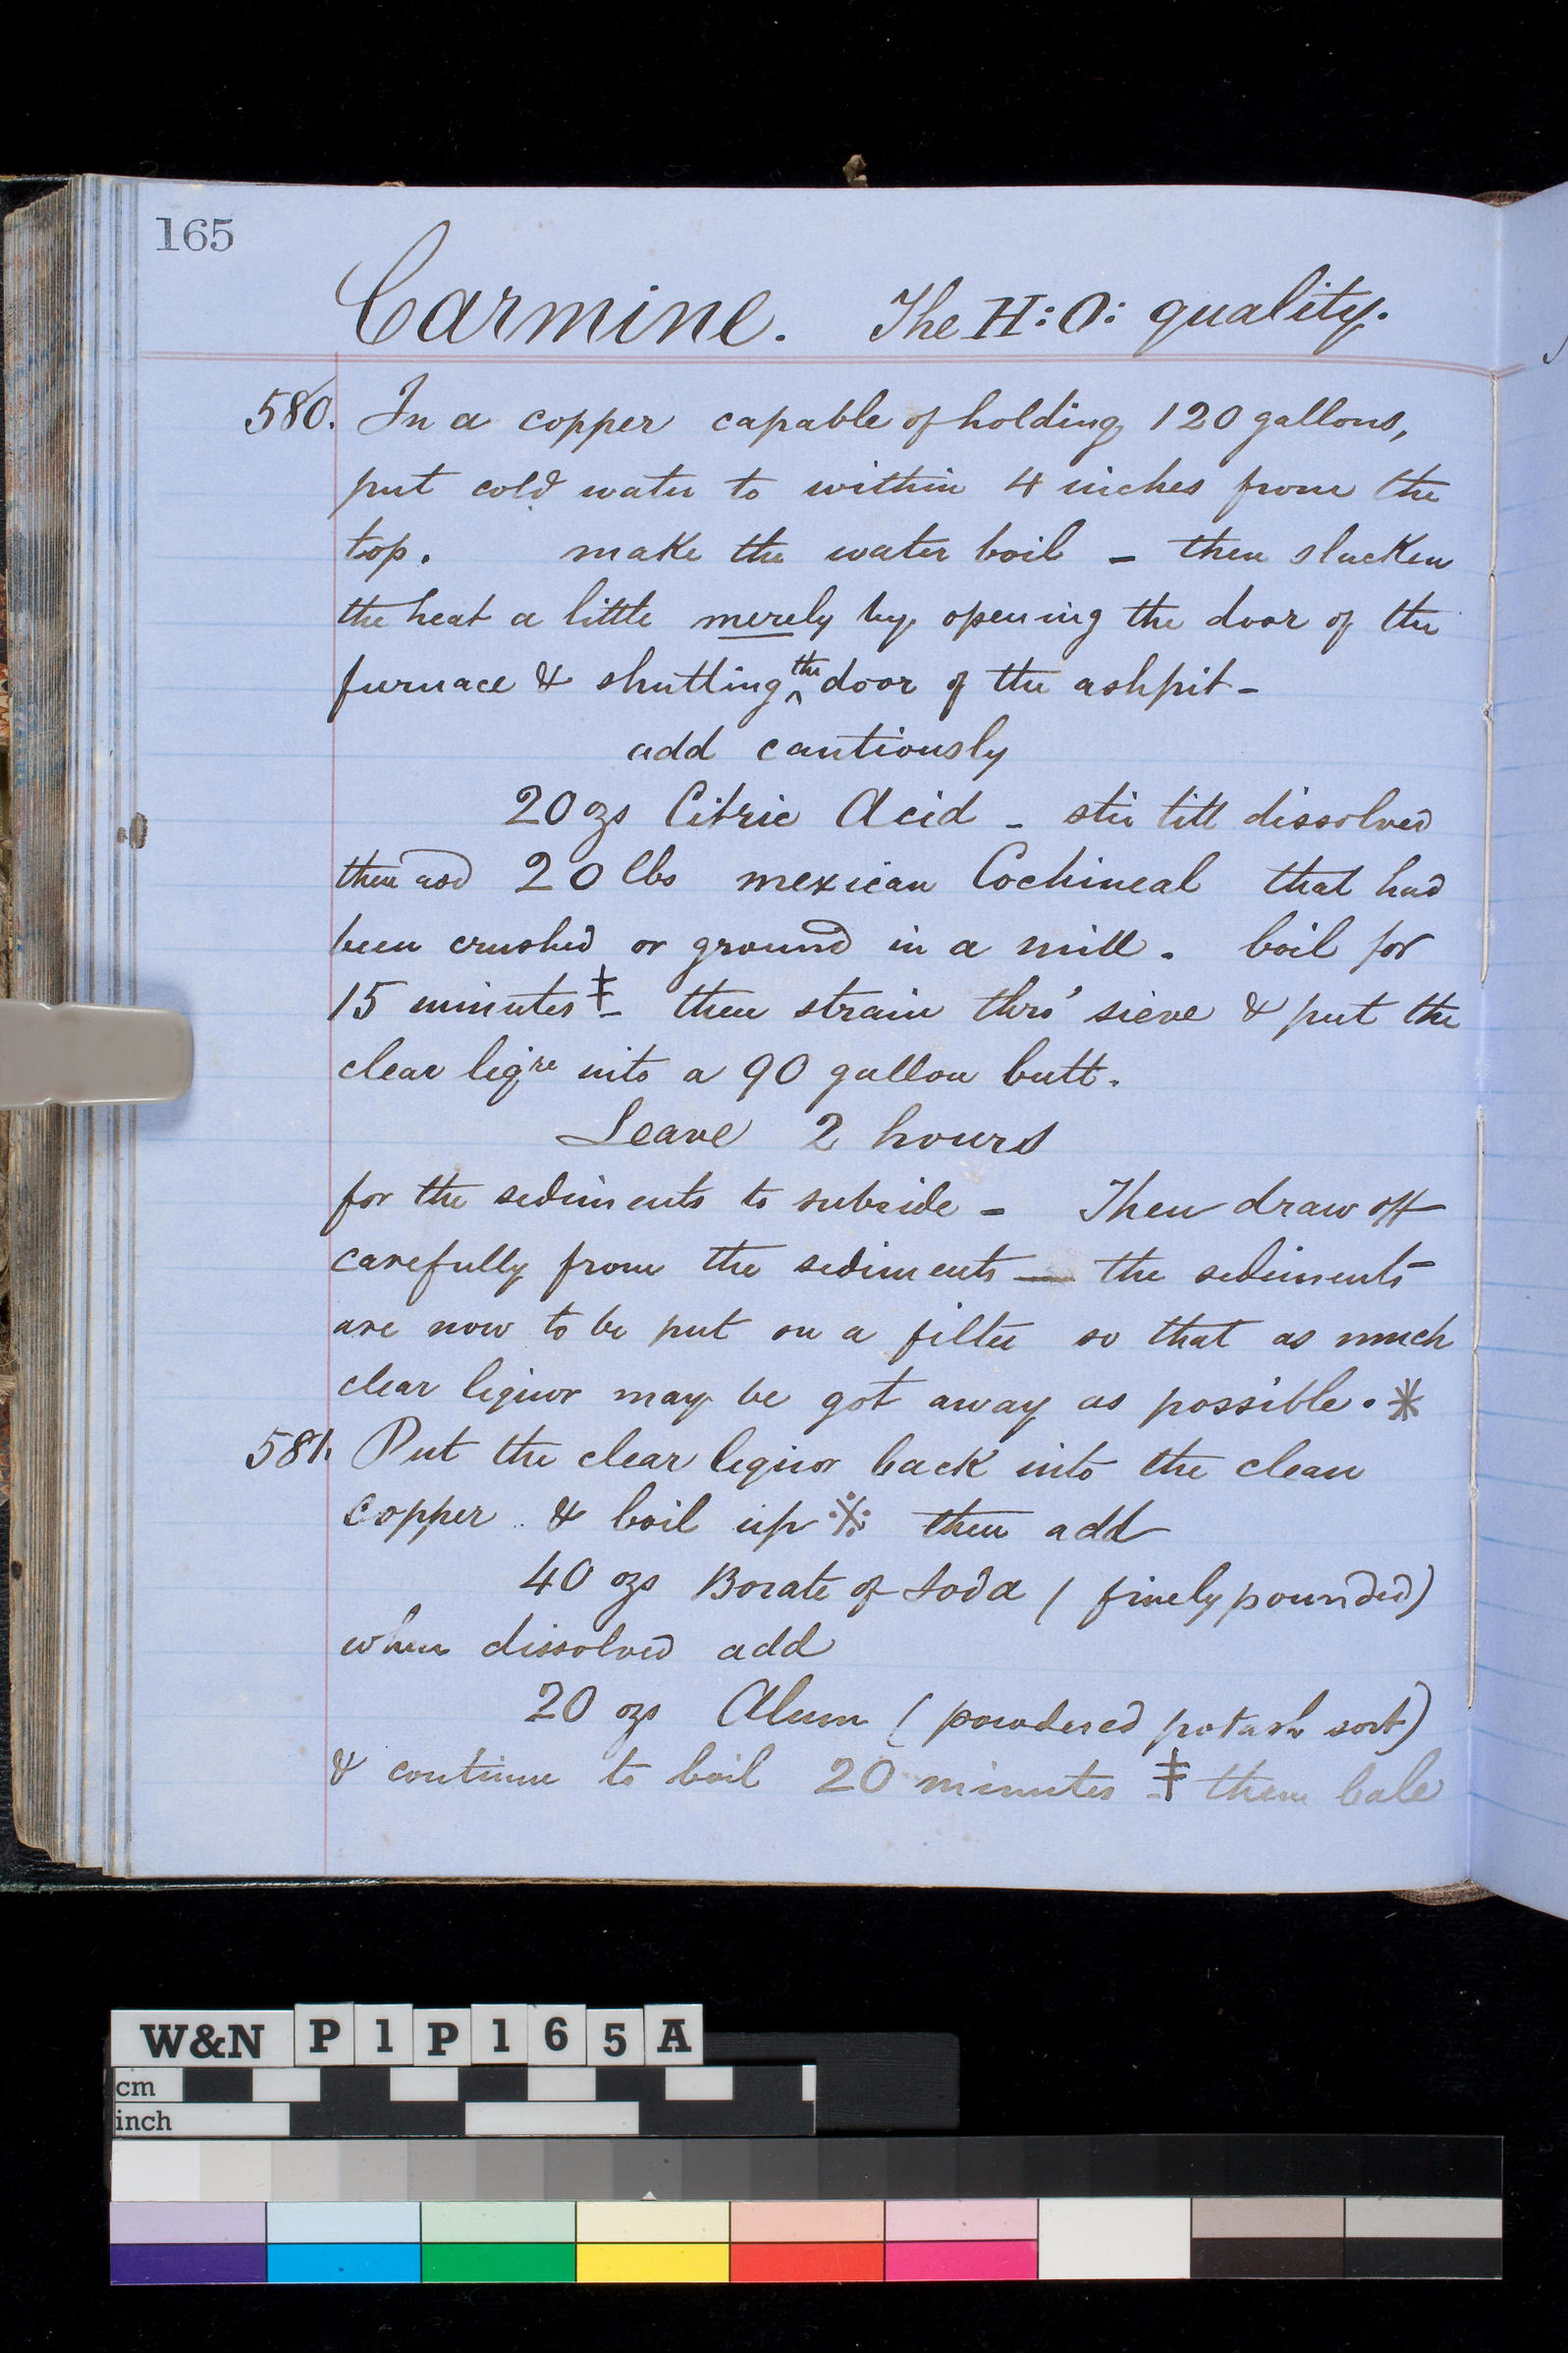 165
Carmine. The H:O: quality.
580. In a copper capable of holding 120 gallons,
put cold water to within 4 inches from the
top. make the water boil - then slacken
the heat a little merely by opening the door of the
furnace & shutting ^the door of the ashpit -
add cautiously
20 ozs Citric Acid - stir till dissolved
then add 20 lbs mexican Cochineal that had
been crushed or ground in a mill. boil for
15 minutes ‡ - then strain thro' sieve & put the
clear liqre into a 90 gallon butt.
Leave 2 hours
for the sediments to subside - Then draw off
carefully from the sediments — the sediments
are now to be put on a filter so that as much
clear liquor may be got away as possible. *
581. Put the clear liquor back into the clean
copper & boil up ※ then add
40 ozs Borate of Soda (finely pounded)
when dissolved add
20 ozs Alum (powdered potash sort)
& continue to boil 20 minutes - ‡ then bale
W&N P1P165A
cm
inch